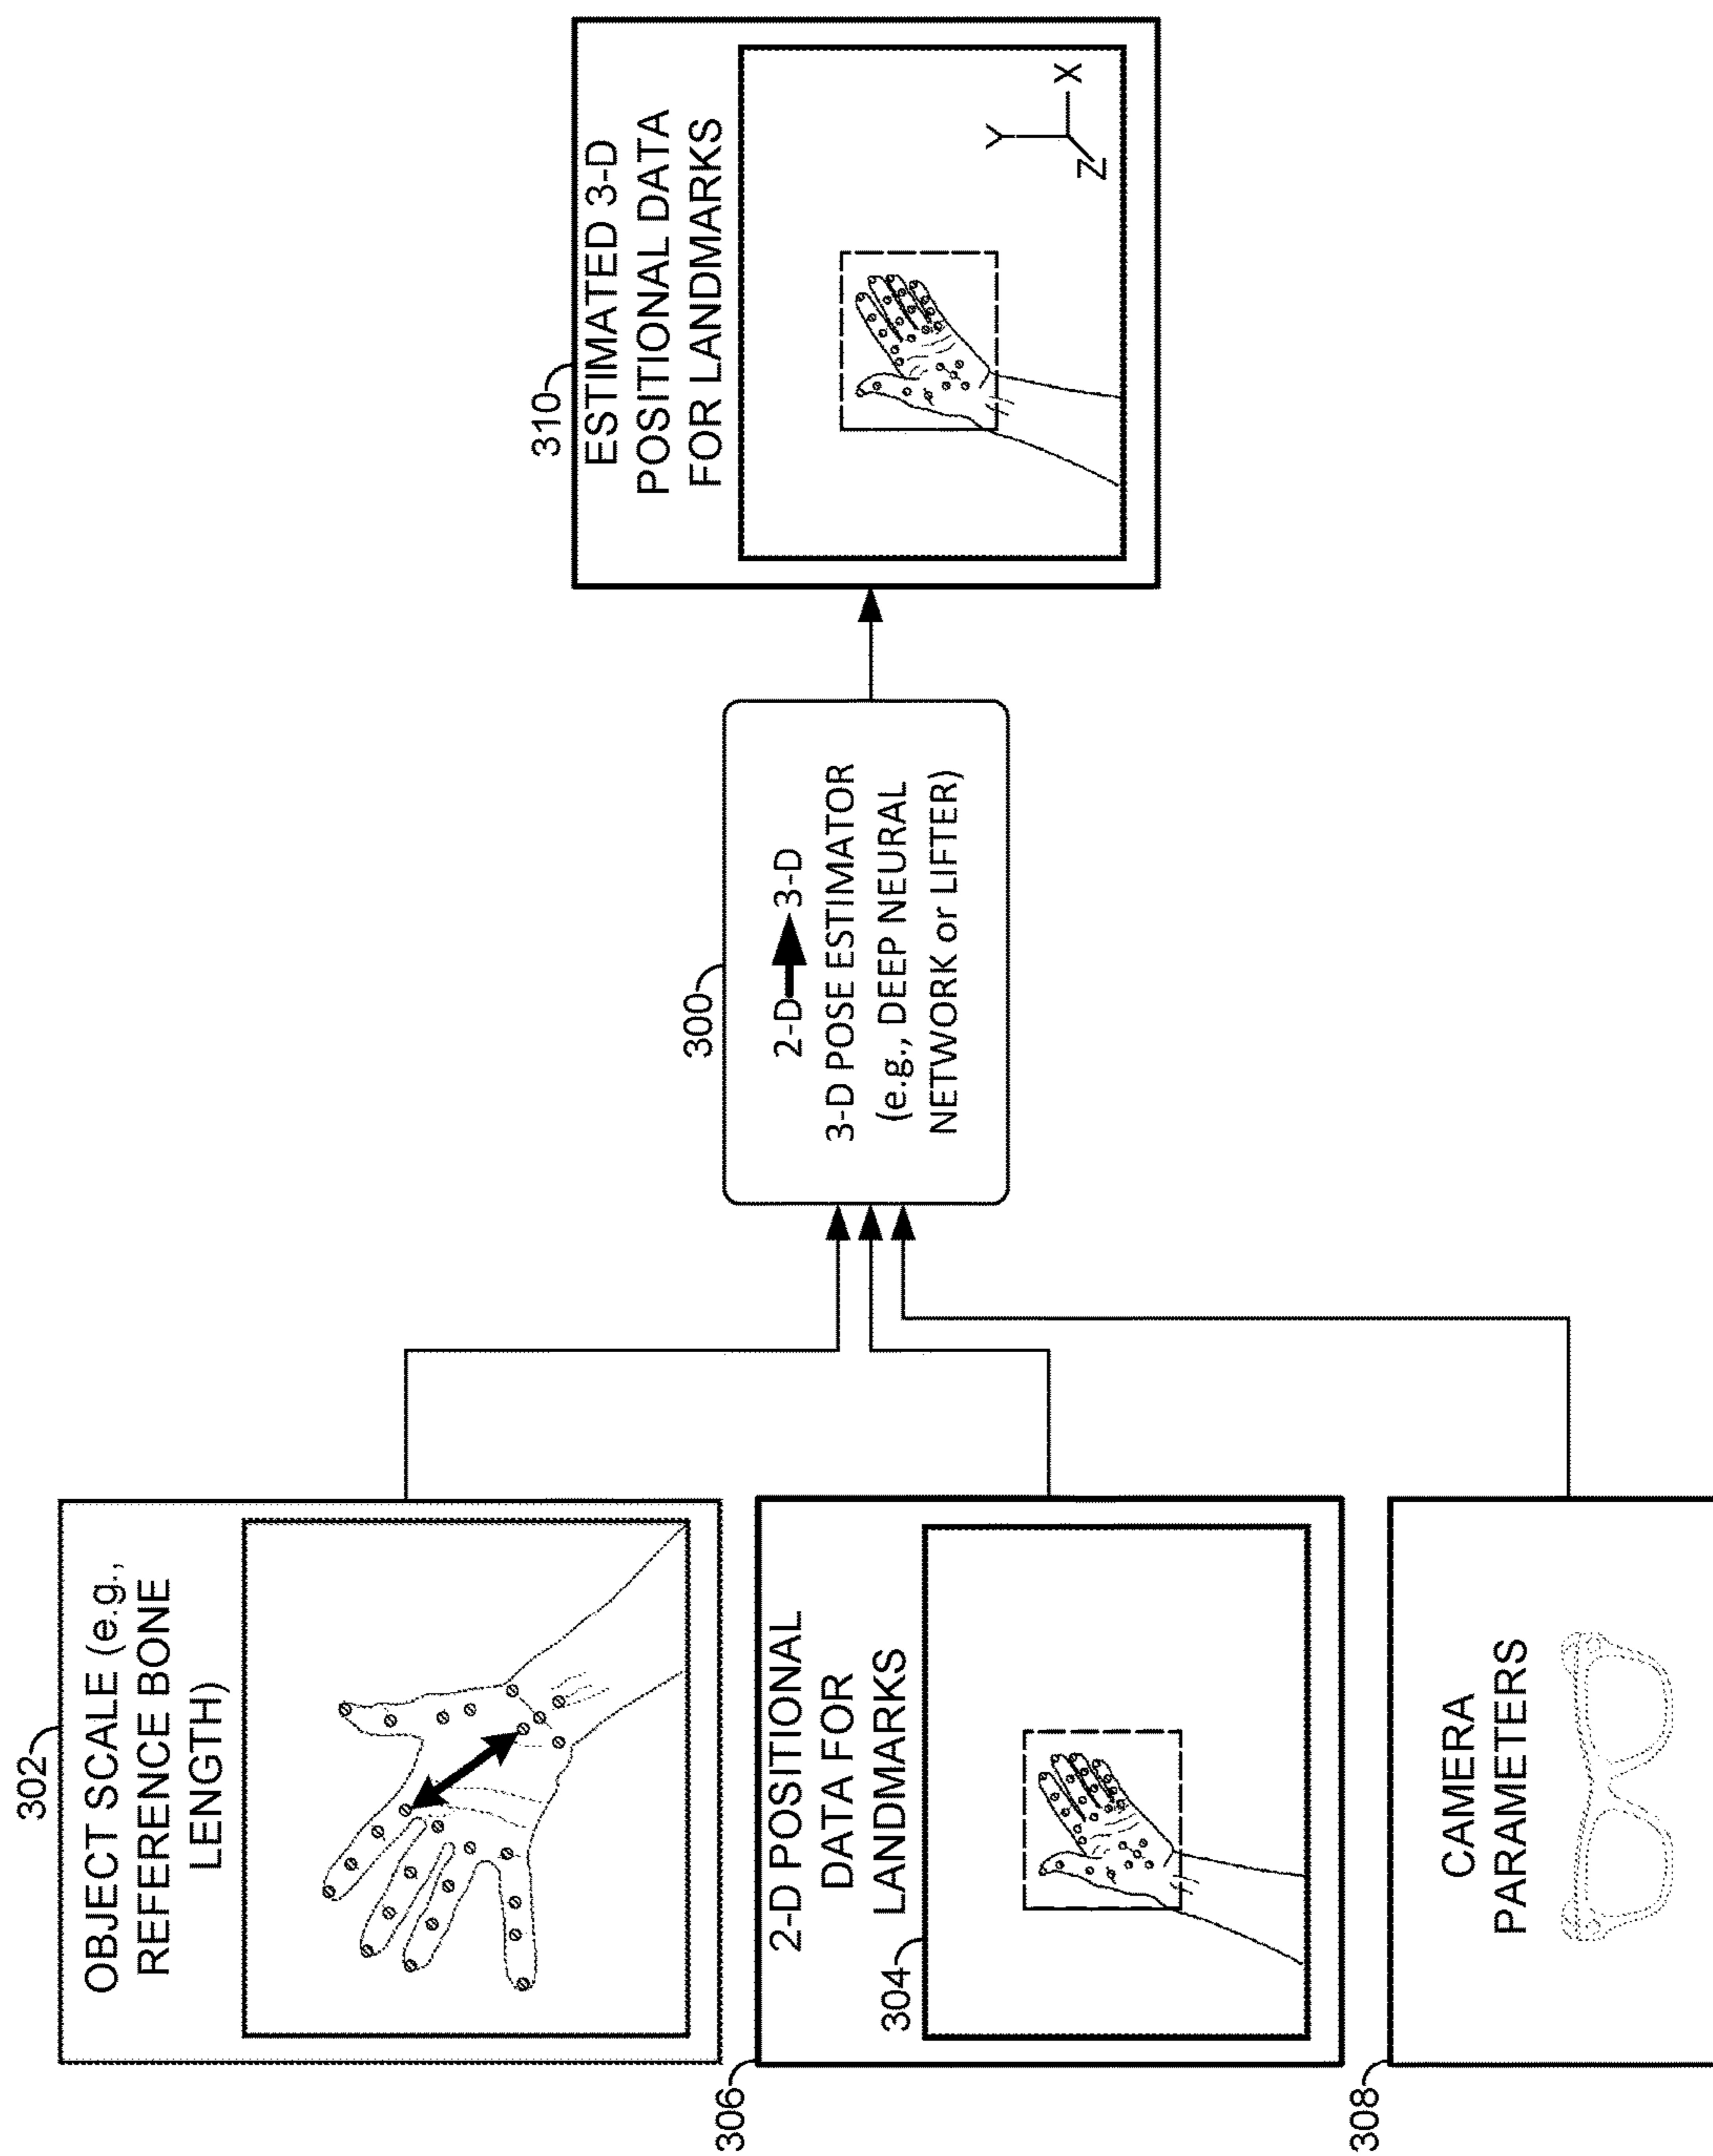 302
OBJECT SCALE (e.g.,
REFERENCE BONE
LENGTH)
306
2-D POSITIONAL
DATA FOR
LANDMARKS
304
308
CAMERA
PARAMETERS
300
2-D 3-D
3-D POSE ESTIMATOR
(e.g., DEEP NEURAL
NETWORK or LIFTER)
310
ESTIMATED 3-D
POSITIONAL DATA
FOR LANDMARKS
Y
X
Z